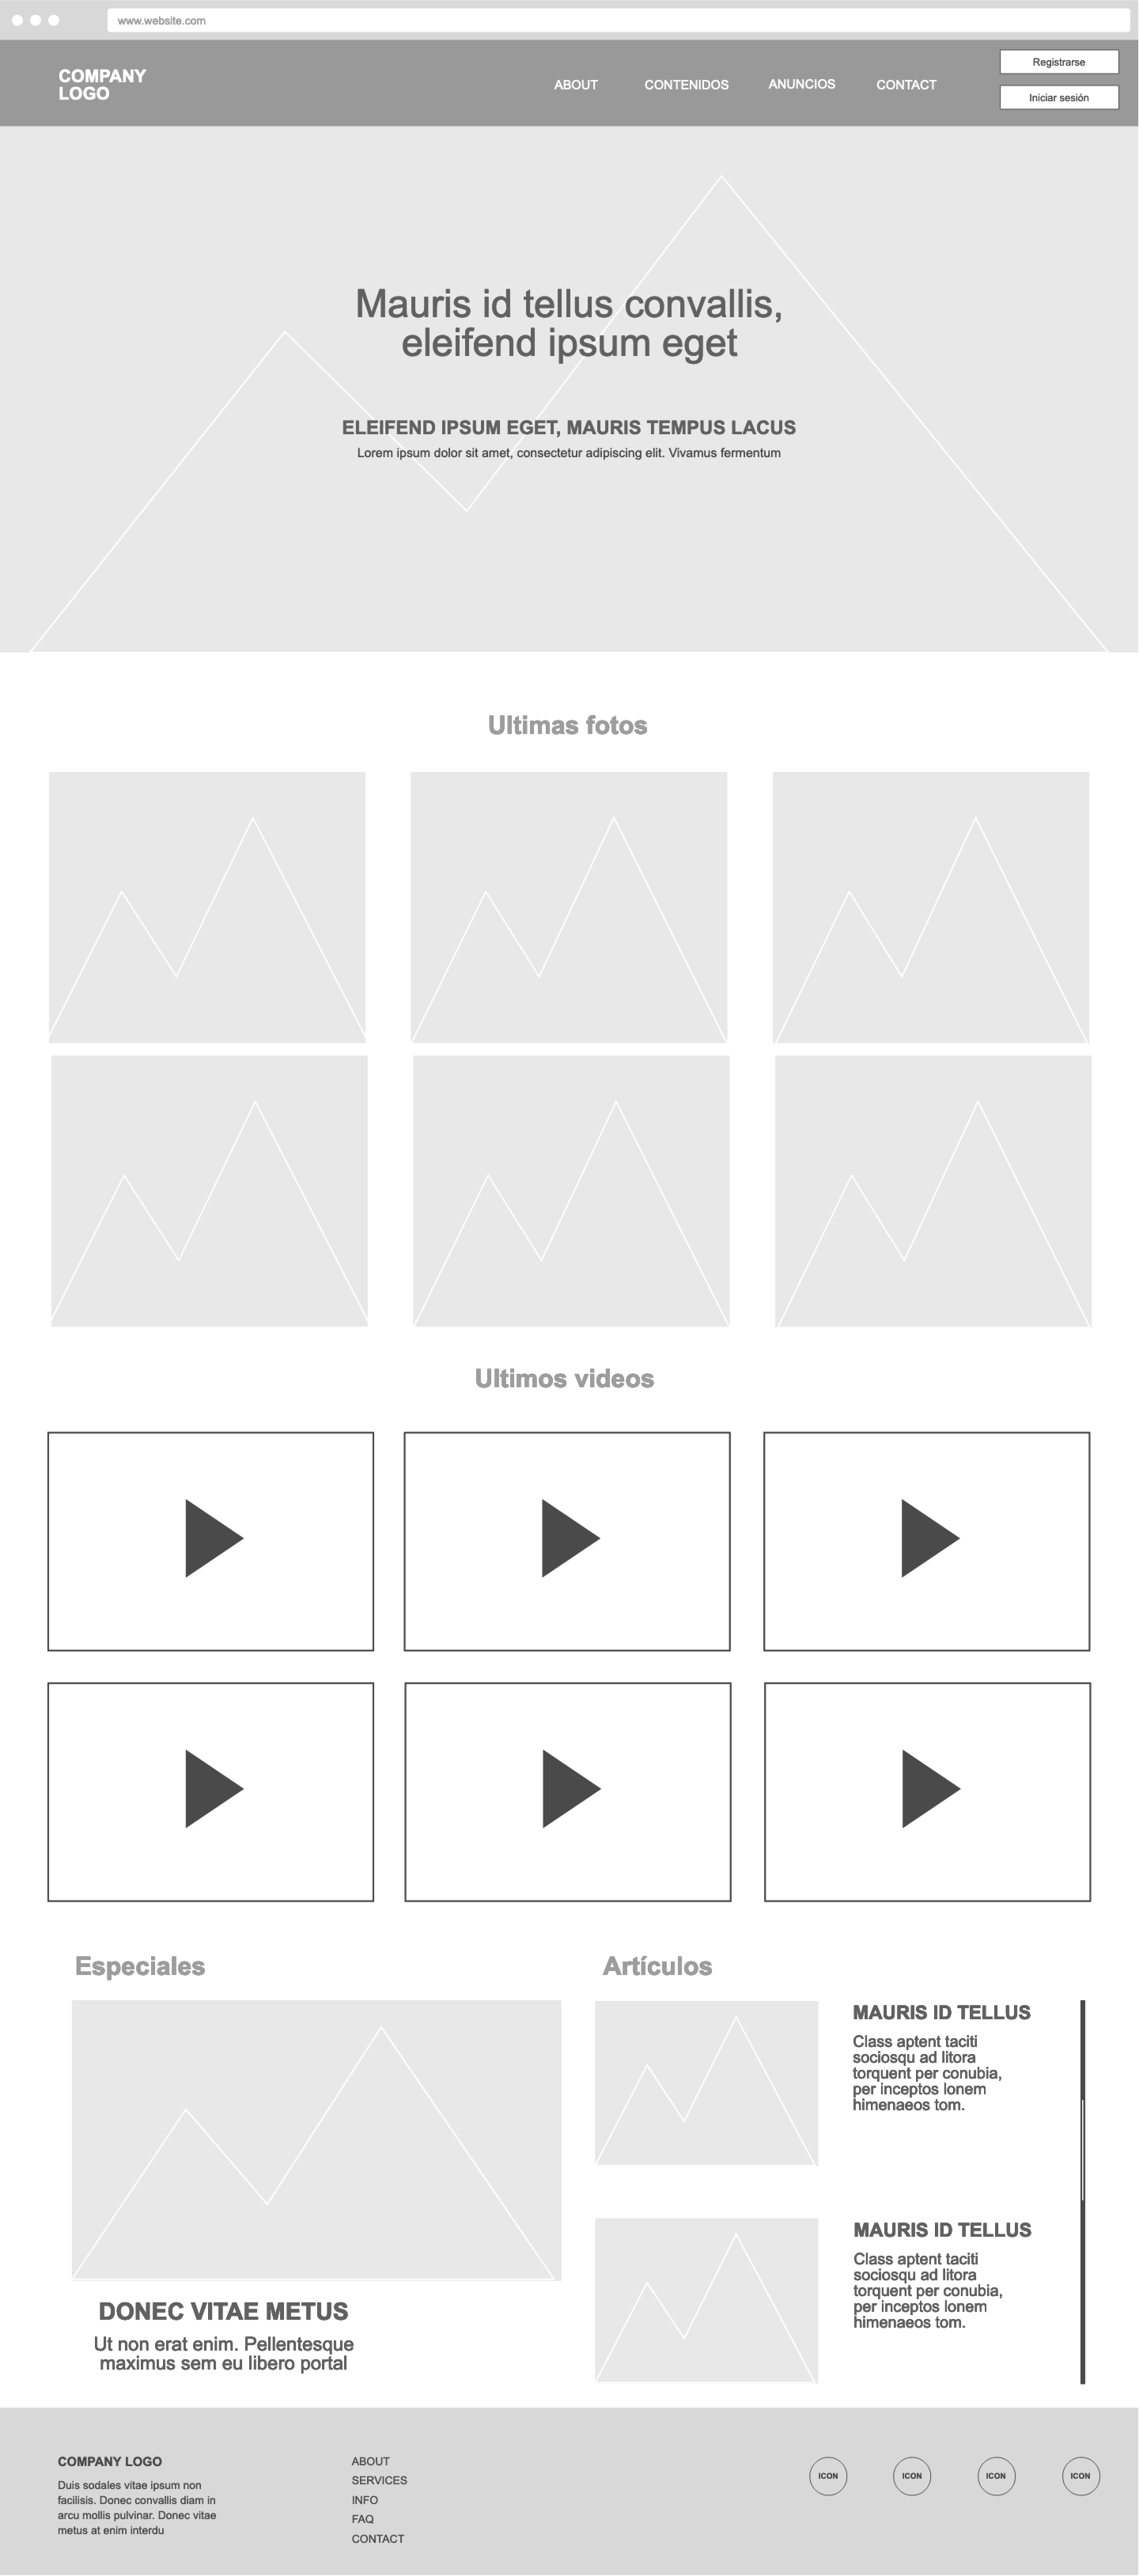 www.website.com
COMPANY
LOGO
ABOUT
CONTENIDOS
ANUNCIOS
CONTACT
Registrarse
Iniciar sesión
Mauris id tellus convallis,
eleifend ipsum eget
ELEIFEND IPSUM EGET, MAURIS TEMPUS LACUS
Lorem ipsum dolor sit amet, consectetur adipiscing elit. Vivamus fermentum
Ultimas fotos
Ultimos videos
Especiales
DONEC VITAE METUS
Ut non erat enim. Pellentesque
maximus sem eu libero portal
Artículos
MAURIS ID TELLUS
Class aptent taciti
sociosqu ad litora
torquent per conubia,
per inceptos lonem
himenaeos tom.
MAURIS ID TELLUS
Class aptent taciti
sociosqu ad litora
torquent per conubia,
per inceptos lonem
himenaeos tom.
COMPANY LOGO
Duis sodales vitae ipsum non
facilisis. Donec convallis diam in
arcu mollis pulvinar. Donec vitae
metus at enim interdu
ABOUT
SERVICES
INFO
FAQ
CONTACT
ICON
ICON
ICON
ICON